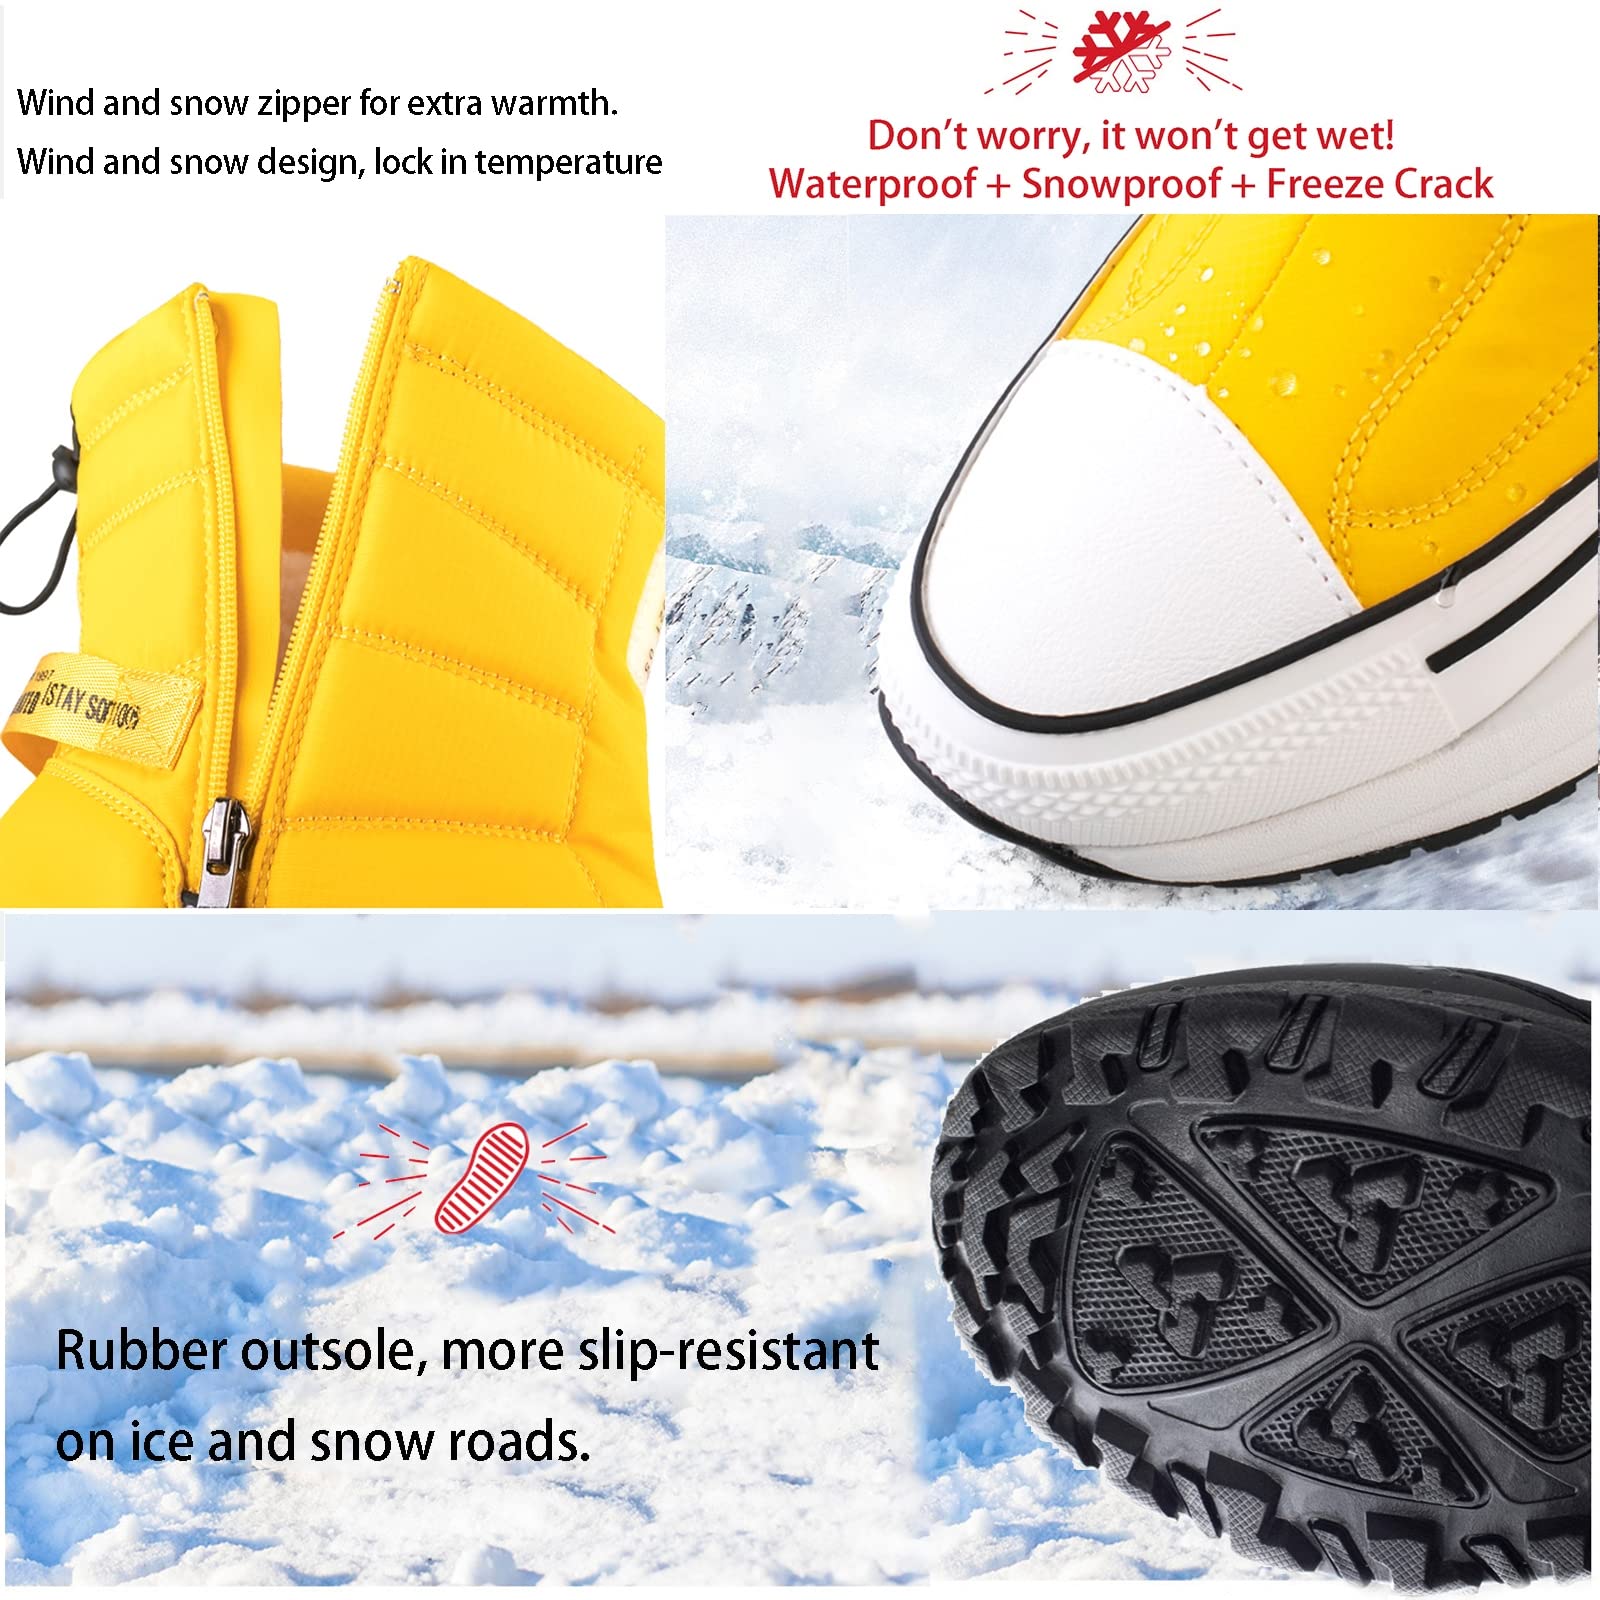 Wind and snow zipper for extra warmth.
Wind and snow design, lock in temperature
Don't worry, it won't get wet!
Waterproof + Snowproof + Freeze Crack
/STAY
Rubber outsole, more slip-resistant
on ice and snow roads.